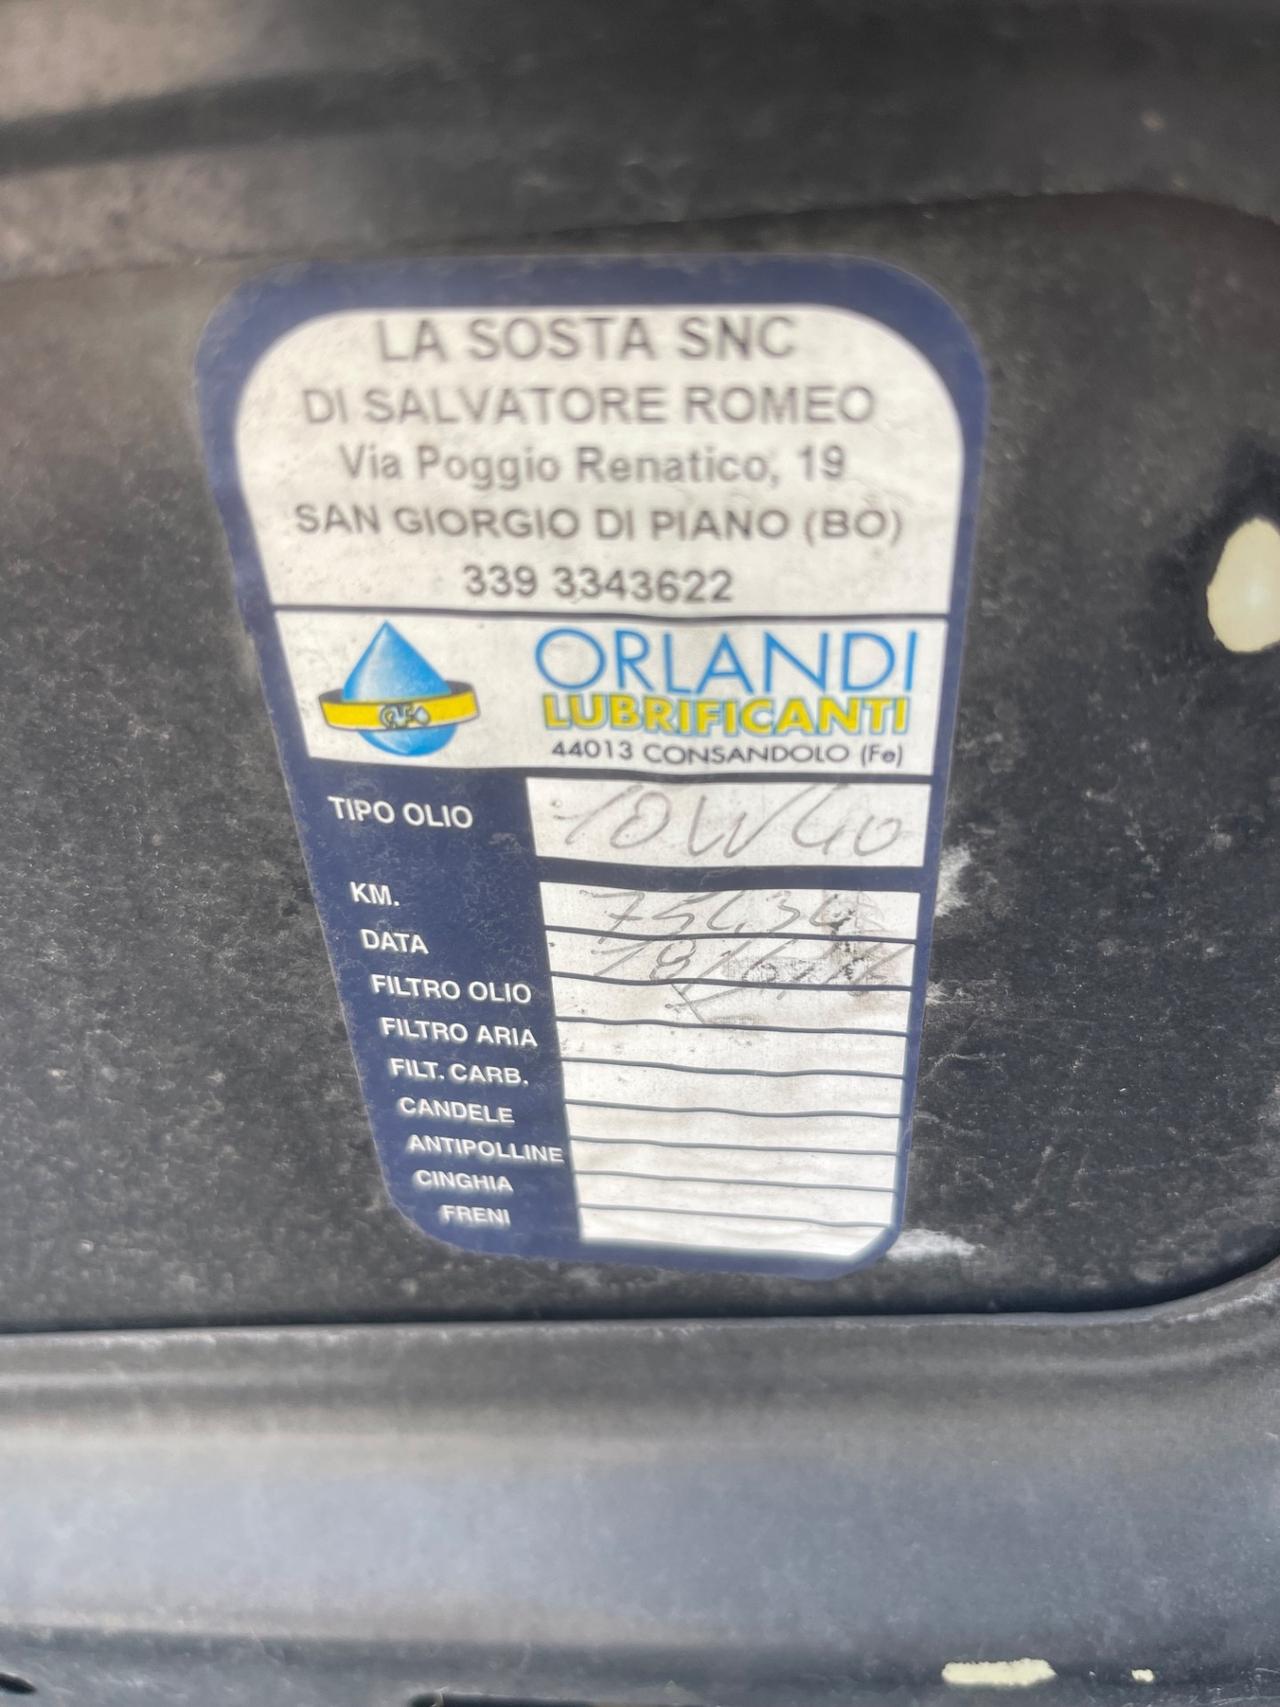 LA SOSTA SNC
DI SALVATORE ROMEO
Via Poggio Renatico, 19
SAN GIORGIO DI PIANO (BO)
339 3343622
ORLANDI
LUBRIFICANTI
44013 CONSANDOLO (Fe)
TIPO OLIO 10W40
KM.
DATA
FILTRO OLIO
FILTRO ARIA
FILT. CARB.
CANDELE
ANTIPOLLINE
CINGHIA
FRENI